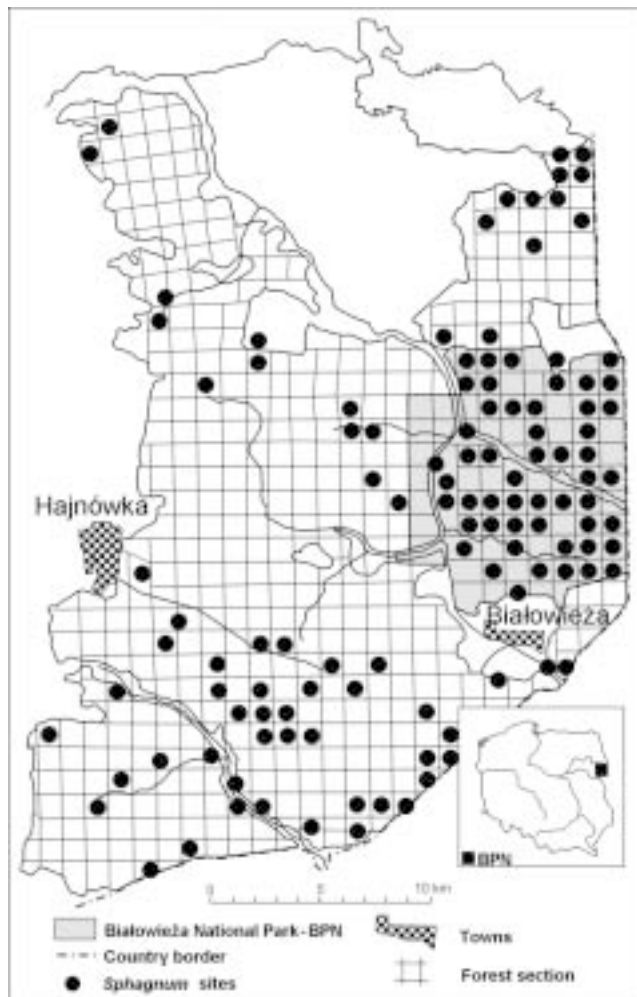 Hajnówka
Białowieża
BPN
0 5 10 km
Białowieża National Park-BPN
Country border
Sphagnum sites
Towns
Forest section